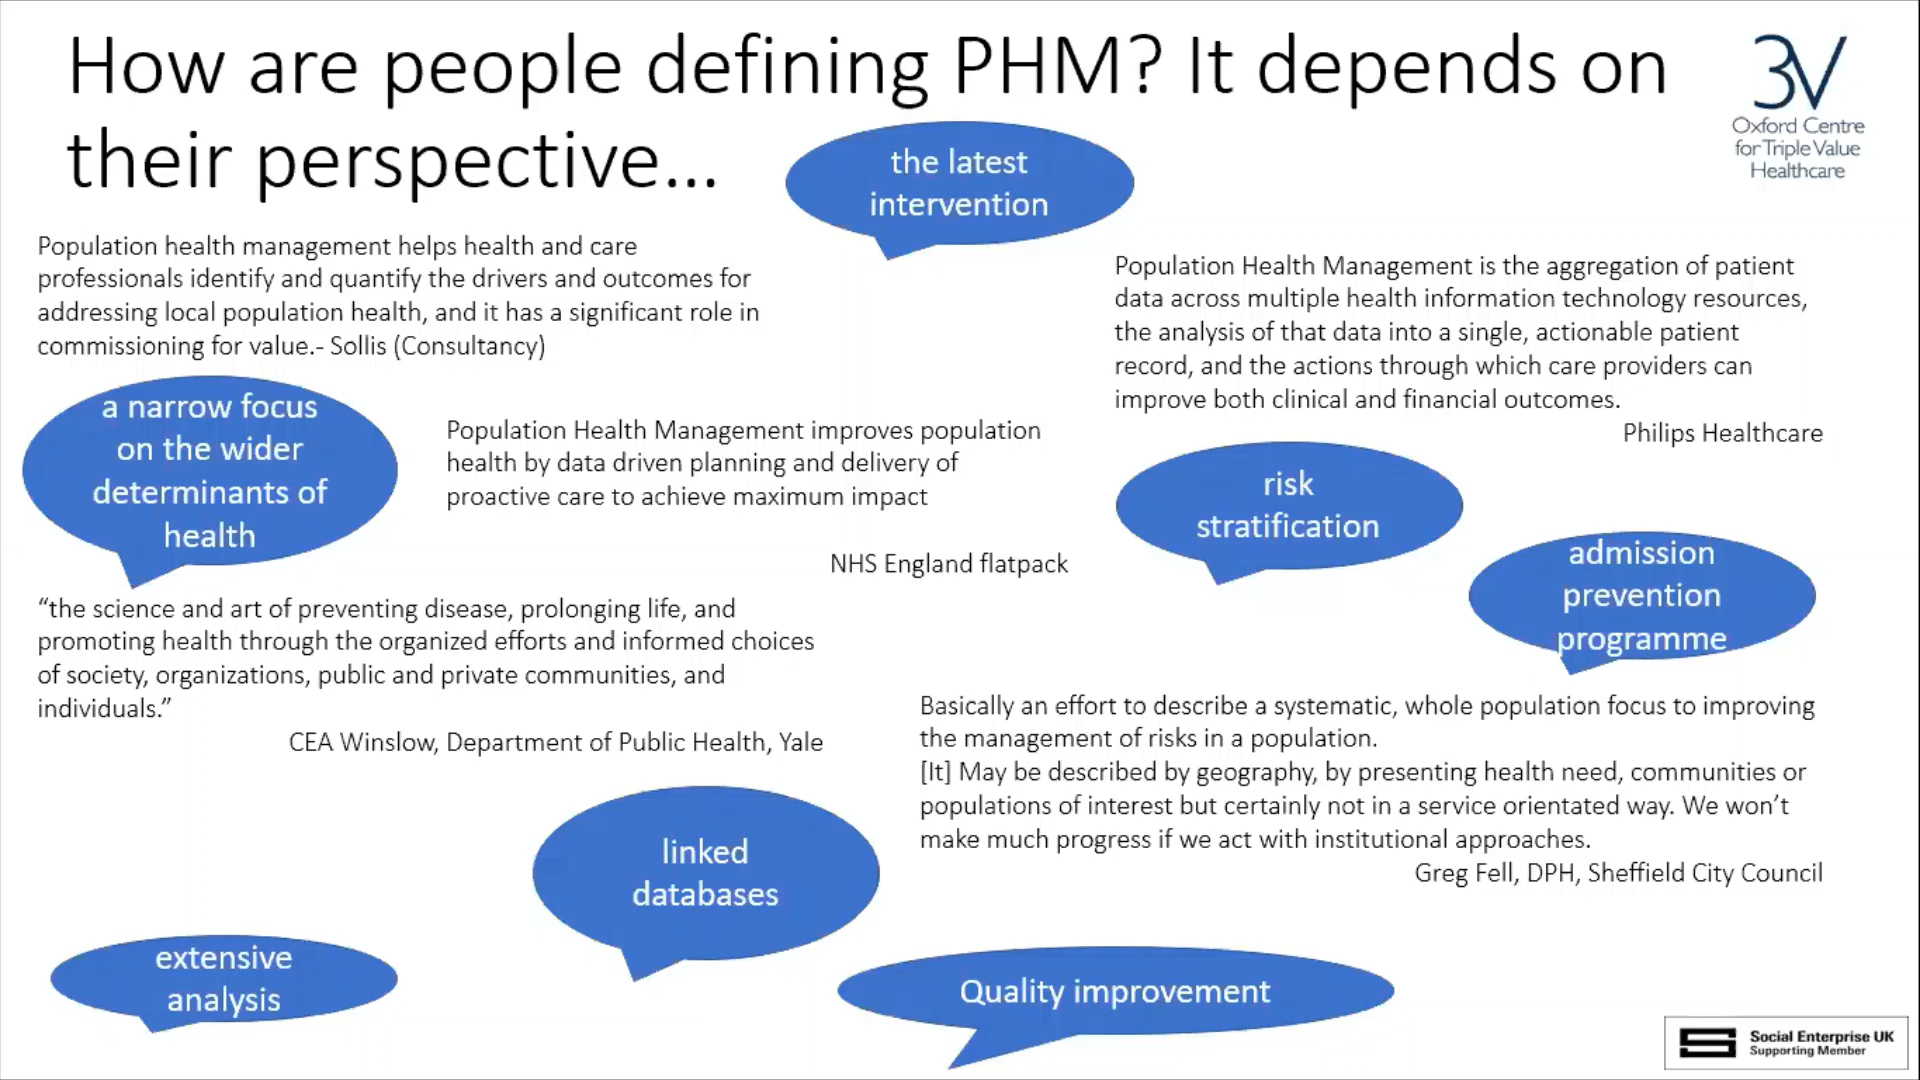 How are people defining PHM? It depends on
their perspective...
3V
Oxford Centre
for Triple Value
Healthcare
the latest
intervention
Population health management helps health and care
professionals identify and quantify the drivers and outcomes for
addressing local population health, and it has a significant role in
commissioning for value.- Sollis (Consultancy)
Population Health Management is the aggregation of patient
data across multiple health information technology resources,
the analysis of that data into a single, actionable patient
record, and the actions through which care providers can
improve both clinical and financial outcomes.
Philips Healthcare
a narrow focus
on the wider
determinants of
health
Population Health Management improves population
health by data driven planning and delivery of
proactive care to achieve maximum impact
NHS England flatpack
risk
stratification
admission
prevention
programme
“the science and art of preventing disease, prolonging life, and
promoting health through the organized efforts and informed choices
of society, organizations, public and private communities, and
individuals.”
CEA Winslow, Department of Public Health, Yale
Basically an effort to describe a systematic, whole population focus to improving
the management of risks in a population.
[It] May be described by geography, by presenting health need, communities or
populations of interest but certainly not in a service orientated way. We won’t
make much progress if we act with institutional approaches.
Greg Fell, DPH, Sheffield City Council
linked
databases
extensive
analysis
Quality improvement
Social Enterprise UK
Supporting Member